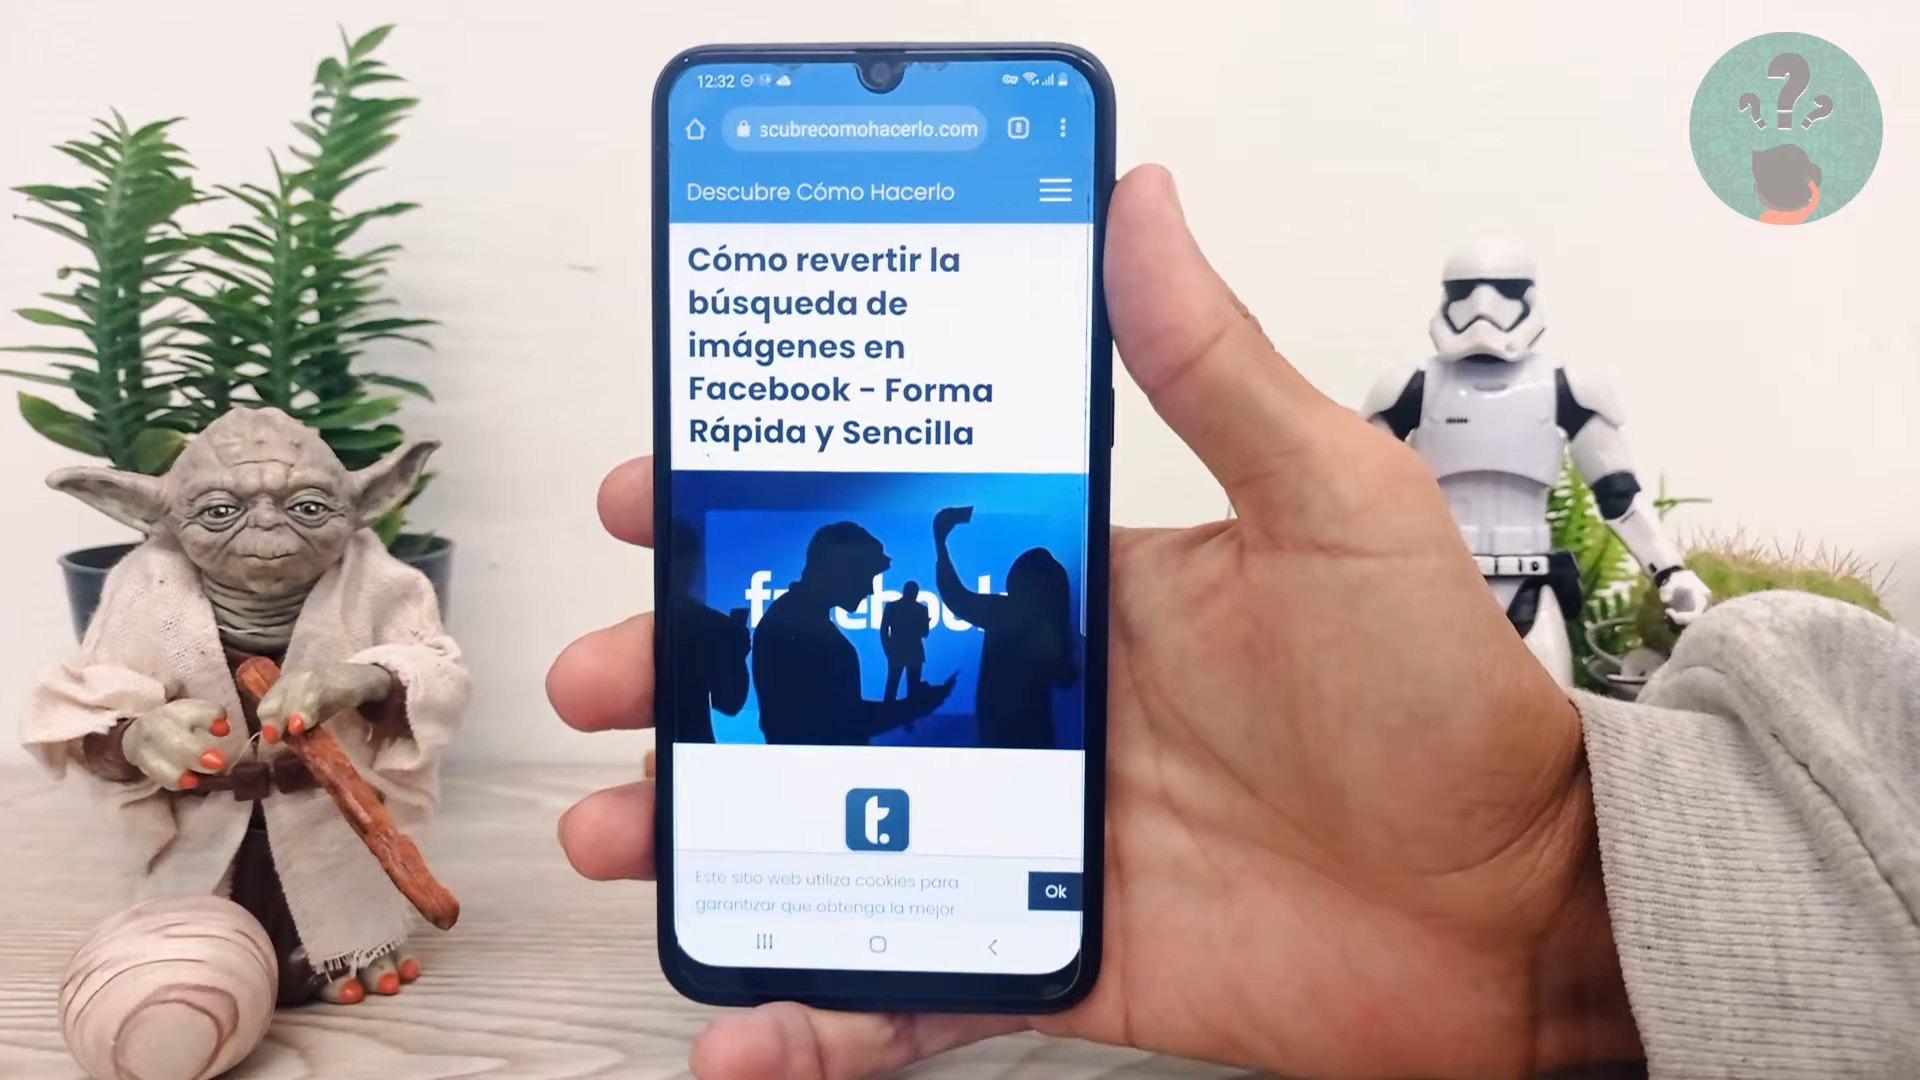 12:32
scubrecomohacerlo.com
8
Descubre Cómo Hacerlo
Cómo revertir la
búsqueda de
imágenes en
Facebook - Forma
Rápida y Sencilla
t.
Este sitio web utiliza cookies para
garantizar que obtenga la mejor
Ok